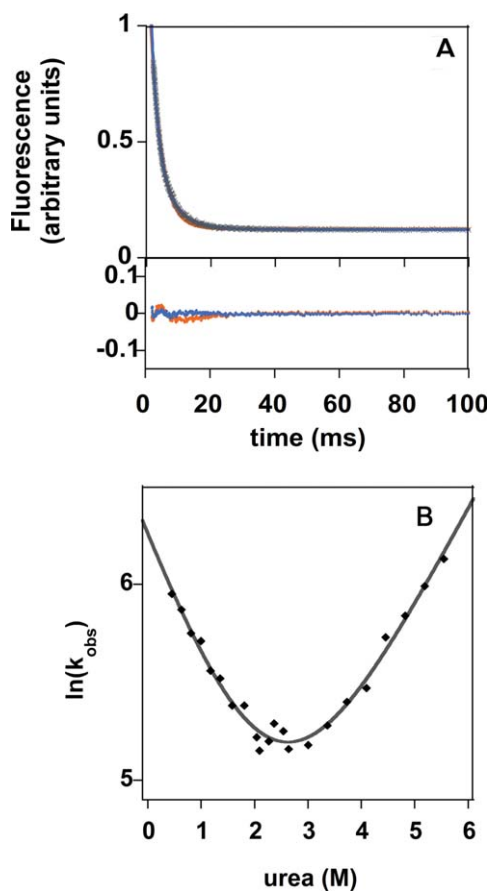 A
Fluorescence
(arbitrary units)
1
0.5
0
0.1
0
-0.1
0 20 40 60 80 100
time (ms)
B
ln(k_obs)
6
5
0 1 2 3 4 5 6
urea (M)